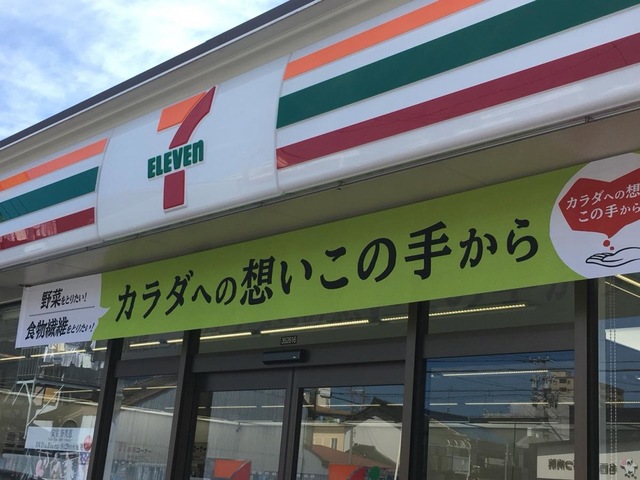 7
ELEVEN
野菜をとりたい!
食物繊維をとりたい!
カラダへの想いこの手から
カラダへの想
この手から